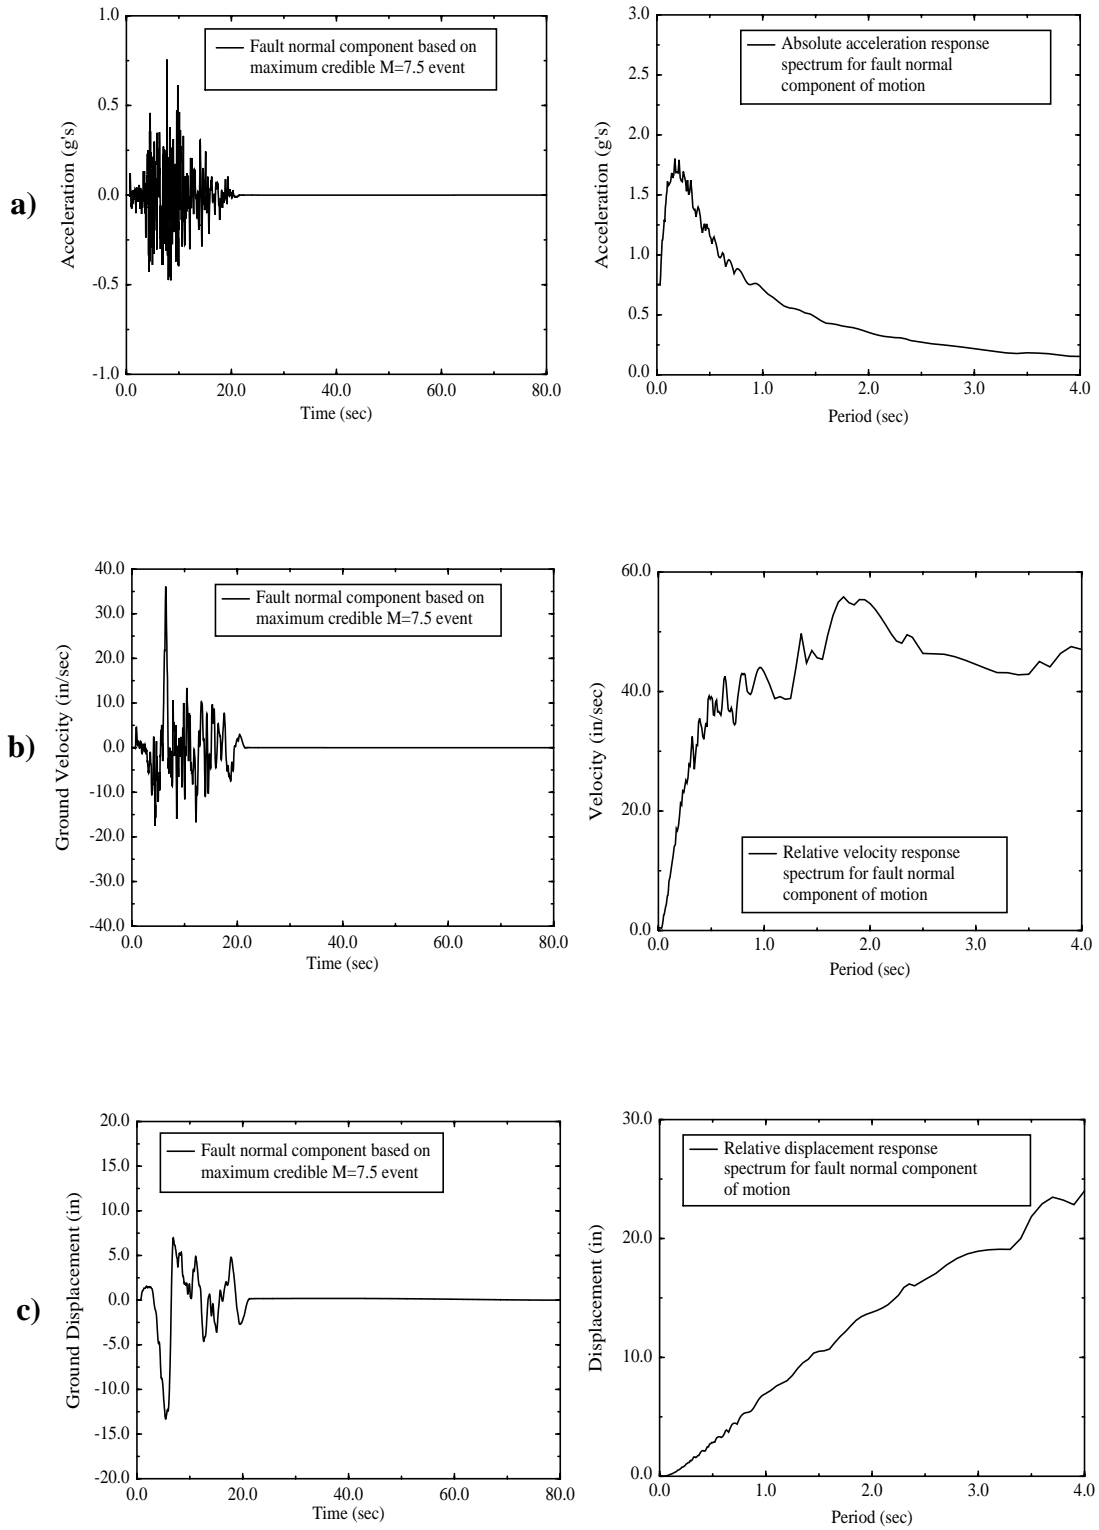 a)
1.0
0.5
0.0
-0.5
-1.0
Acceleration (g's)
Fault normal component based on
maximum credible M=7.5 event
0.0 20.0 40.0 60.0 80.0
Time (sec)
3.0
2.5
2.0
1.5
1.0
0.5
0.0
Acceleration (g's)
Absolute acceleration response
spectrum for fault normal
component of motion
0.0 1.0 2.0 3.0 4.0
Period (sec)
b)
40.0
30.0
20.0
10.0
0.0
-10.0
-20.0
-30.0
-40.0
Ground Velocity (in/sec)
Fault normal component based on
maximum credible M=7.5 event
0.0 20.0 40.0 60.0 80.0
Time (sec)
60.0
40.0
20.0
0.0
Velocity (in/sec)
Relative velocity response
spectrum for fault normal
component of motion
0.0 1.0 2.0 3.0 4.0
Period (sec)
c)
20.0
15.0
10.0
5.0
0.0
-5.0
-10.0
-15.0
-20.0
Ground Displacement (in)
Fault normal component based on
maximum credible M=7.5 event
0.0 20.0 40.0 60.0 80.0
Time (sec)
30.0
20.0
10.0
0.0
Displacement (in)
Relative displacement response
spectrum for fault normal component
of motion
0.0 1.0 2.0 3.0 4.0
Period (sec)